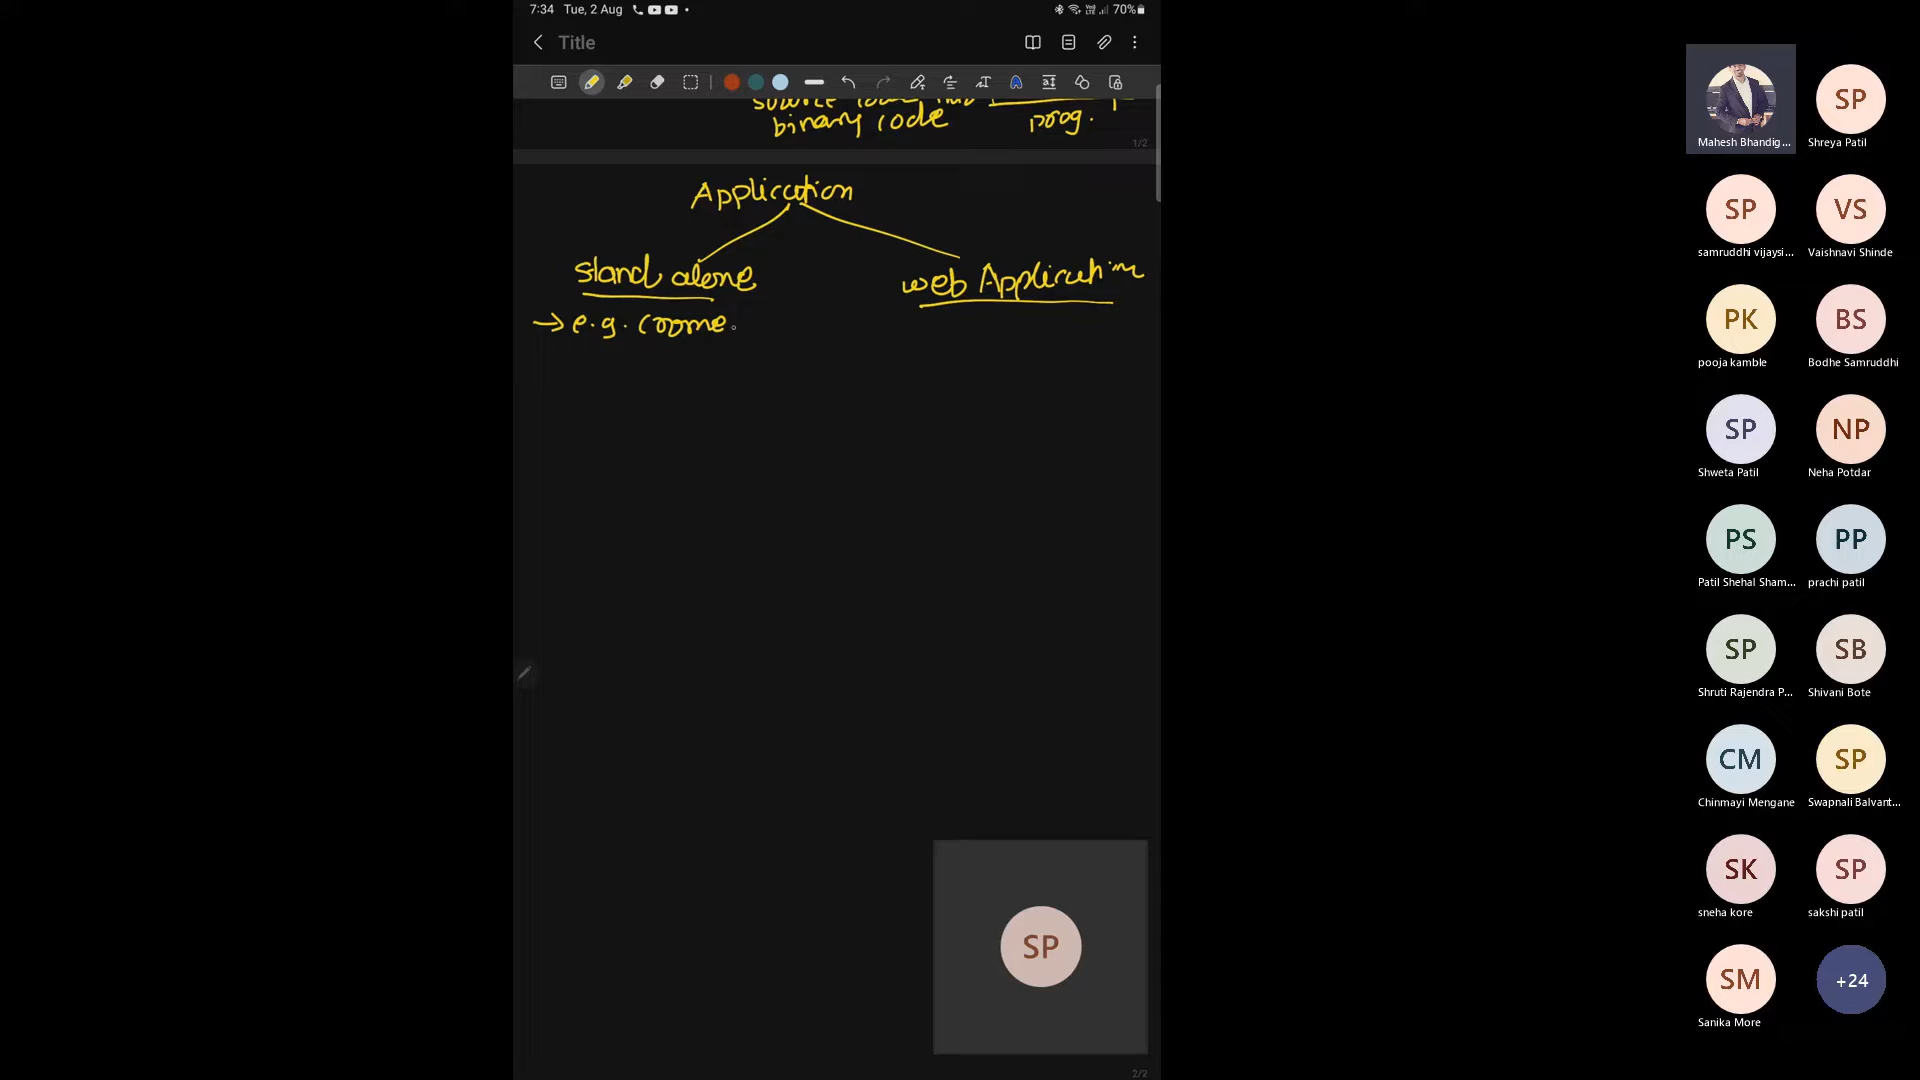 7:34 Tue, 2 Aug
70%
Title
binary code
prog.
1/2
Application
Stand alone
web Application
→ e.g. Crome.
SP
2/2
Mahesh Bhandig...
SP
Shreya Patil
SP
samruddhi vijaysi...
VS
Vaishnavi Shinde
PK
pooja kamble
BS
Bodhe Samruddhi
SP
Shweta Patil
NP
Neha Potdar
PS
Patil Shehal Sham...
PP
prachi patil
SP
Shruti Rajendra P...
SB
Shivani Bote
CM
Chinmayi Mengane
SP
Swapnali Balvant...
SK
sneha kore
SP
sakshi patil
SM
Sanika More
+24